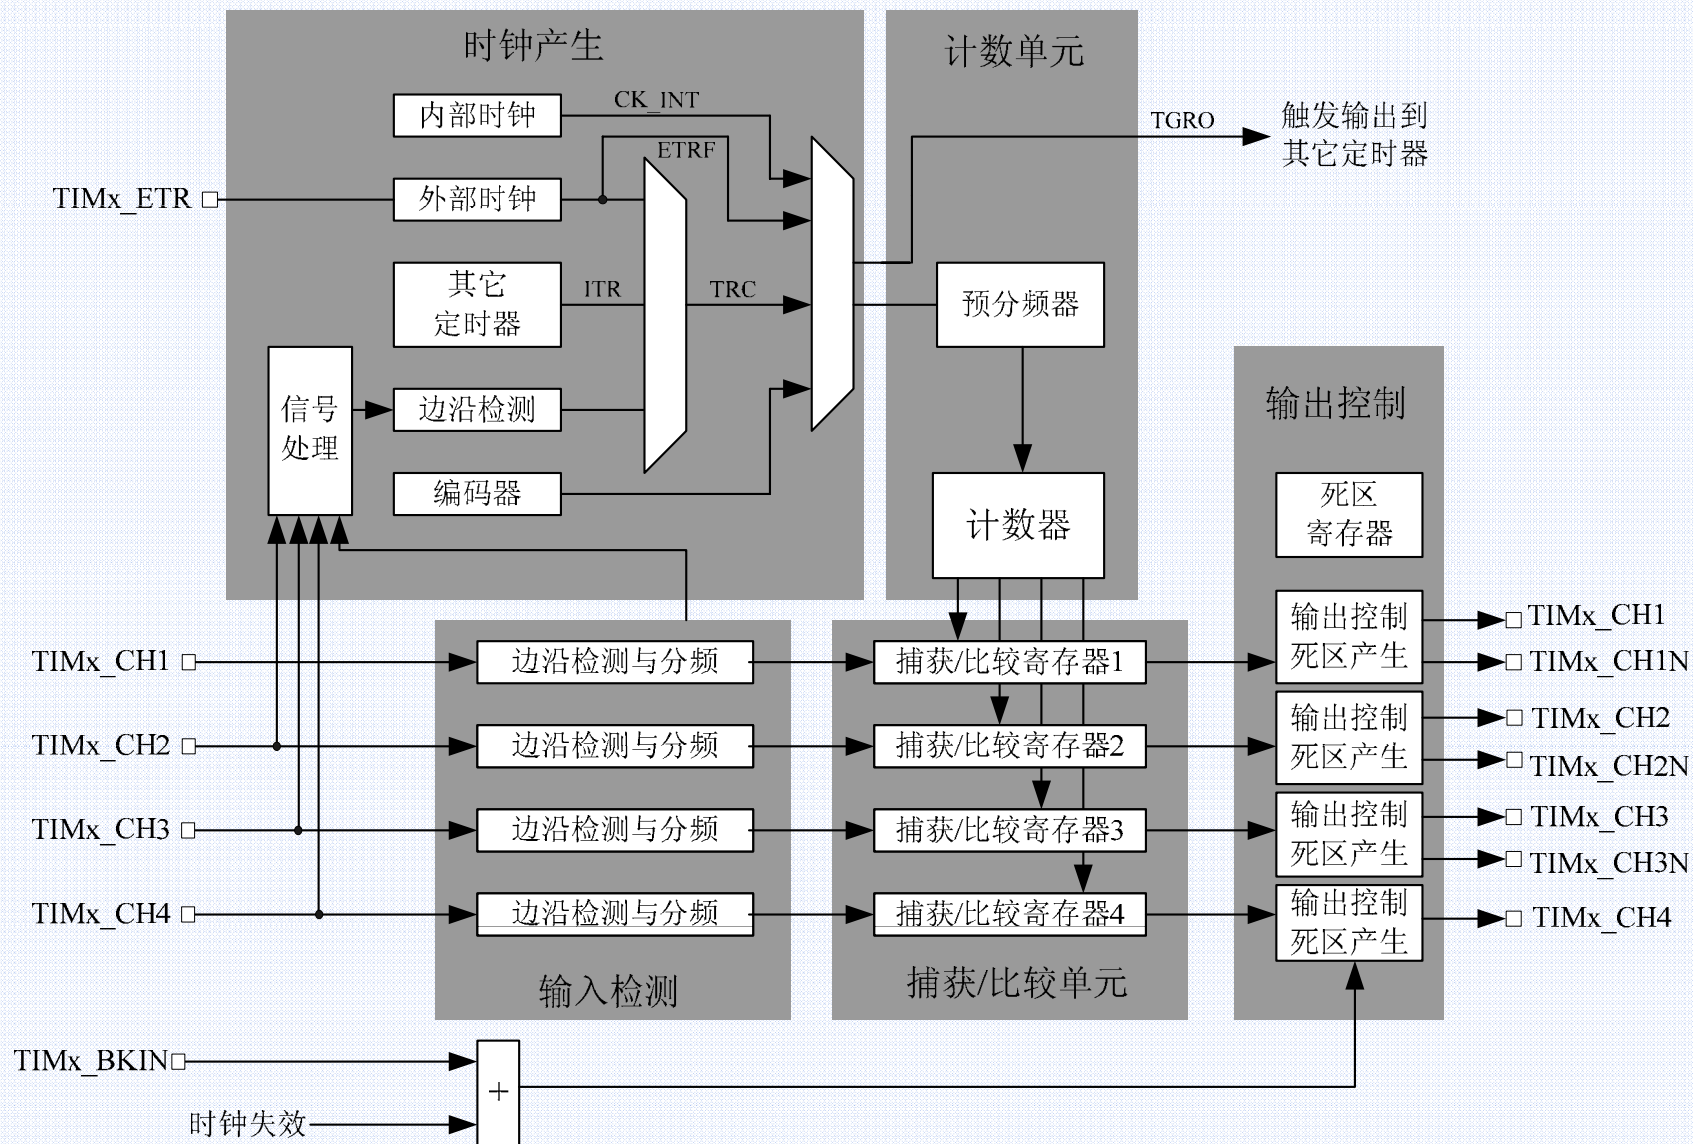 时钟产生
计数单元
内部时钟
CK_INT
ETRF
TGRO
触发输出到
其它定时器
TIMx_ETR
外部时钟
其它
定时器
ITR
TRC
预分频器
信号
处理
边沿检测
编码器
计数器
输出控制
死区
寄存器
TIMx_CH1
边沿检测与分频
捕获/比较寄存器1
输出控制
死区产生
TIMx_CH1
TIMx_CH1N
TIMx_CH2
边沿检测与分频
捕获/比较寄存器2
输出控制
死区产生
TIMx_CH2
TIMx_CH2N
TIMx_CH3
边沿检测与分频
捕获/比较寄存器3
输出控制
死区产生
TIMx_CH3
TIMx_CH3N
TIMx_CH4
边沿检测与分频
捕获/比较寄存器4
输出控制
死区产生
TIMx_CH4
输入检测
捕获/比较单元
TIMx_BKIN
+
时钟失效